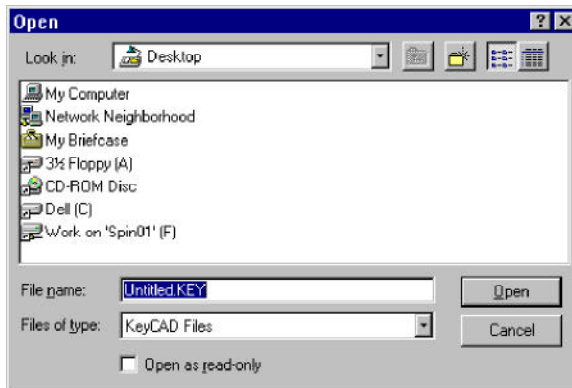 Open
Look in: Desktop
My Computer
Network Neighborhood
My Briefcase
3½ Floppy (A)
CD-ROM Disc
Dell (C)
Work on 'Spin01' (F)
File name: Untitled.KEY Open
Files of type: KeyCAD Files Cancel
Open as read-only